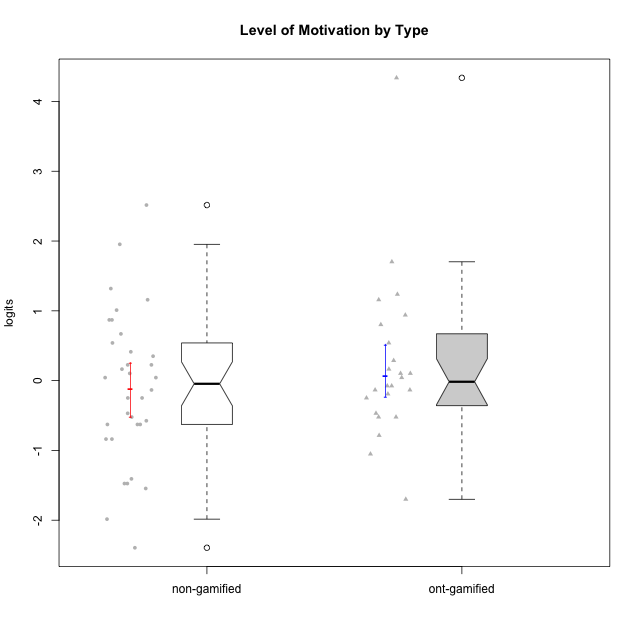 Level of Motivation by Type
logits
4
3
2
1
0
-1
-2
non-gamified
ont-gamified